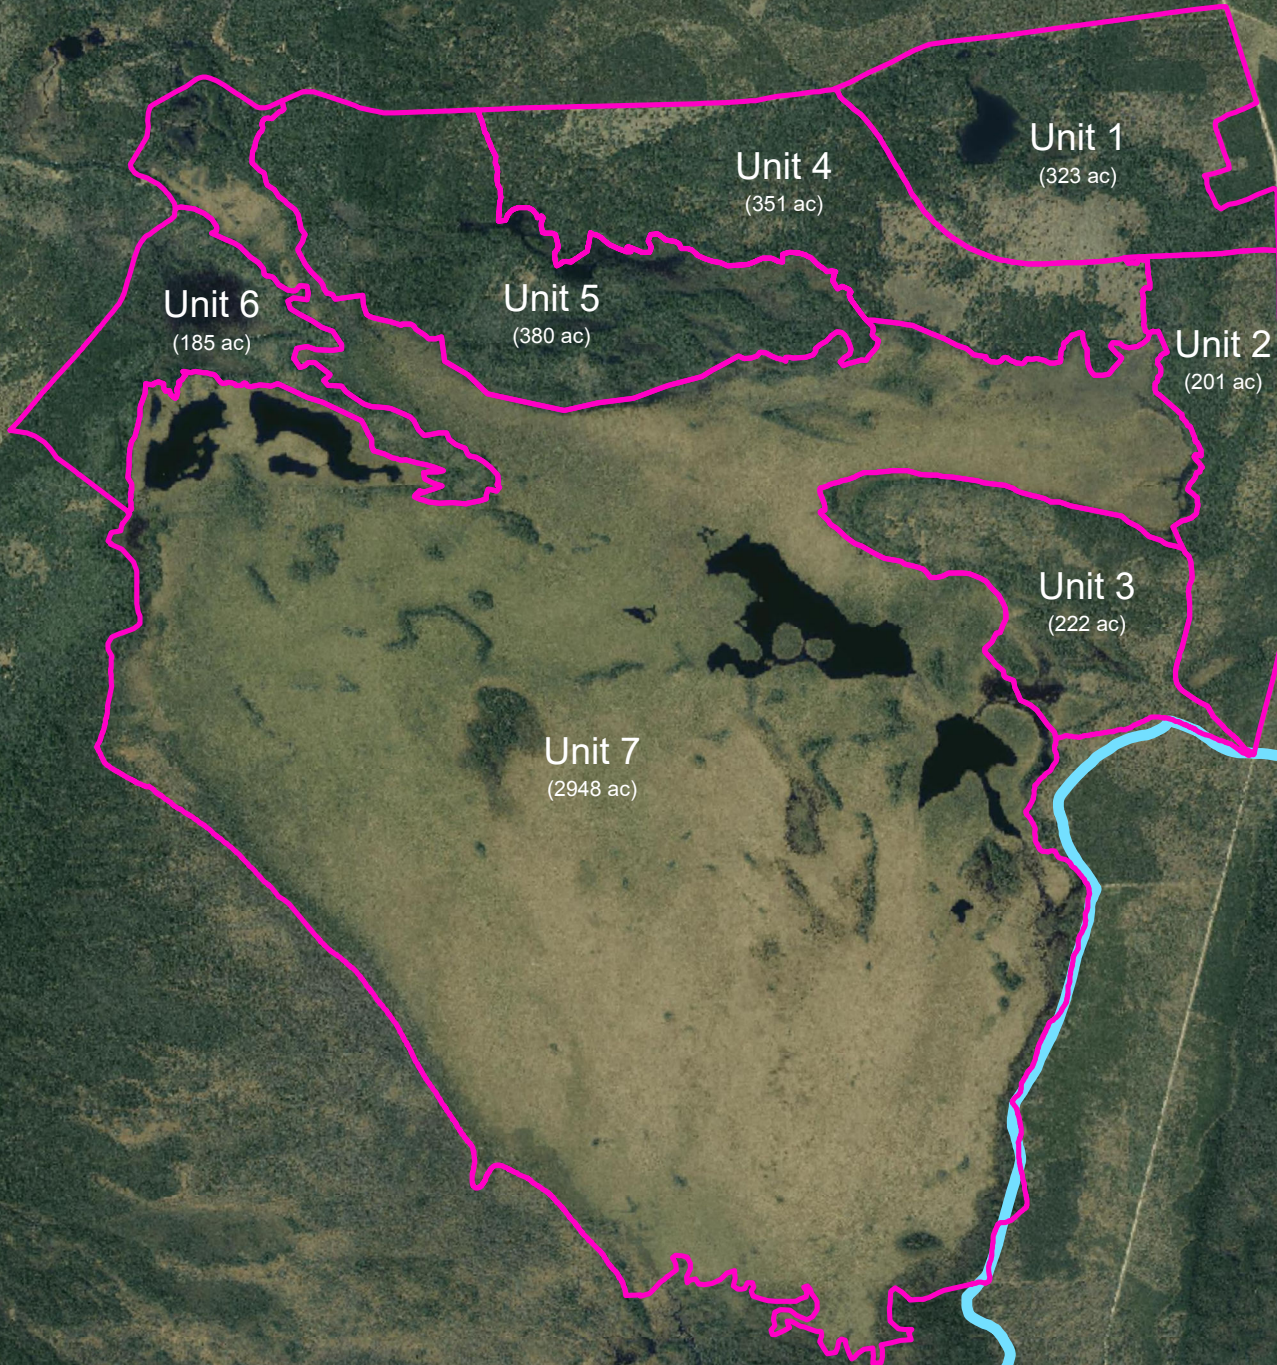 Unit 1
(323 ac)
Unit 4
(351 ac)
Unit 5
(380 ac)
Unit 6
(185 ac)
Unit 2
(201 ac)
Unit 3
(222 ac)
Unit 7
(2948 ac)